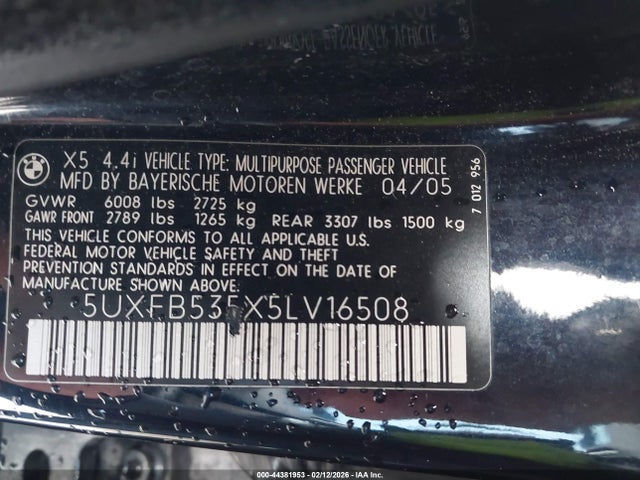 BMW
X5 4.4i VEHICLE TYPE: MULTIPURPOSE PASSENGER VEHICLE
MFD BY BAYERISCHE MOTOREN WERKE 04/05
GVWR 6008 lbs 2725 kg
GAWR FRONT 2789 lbs 1265 kg REAR 3307 lbs 1500 kg
THIS VEHICLE CONFORMS TO ALL APPLICABLE U.S.
FEDERAL MOTOR VEHICLE SAFETY, BUMPER, AND THEFT
PREVENTION STANDARDS IN EFFECT ON THE DATE OF
MANUFACTURE SHOWN ABOVE.
5UXFB535X5LV16508
7 012 956
000-44381953 - 02/12/2026 - IAA Inc.